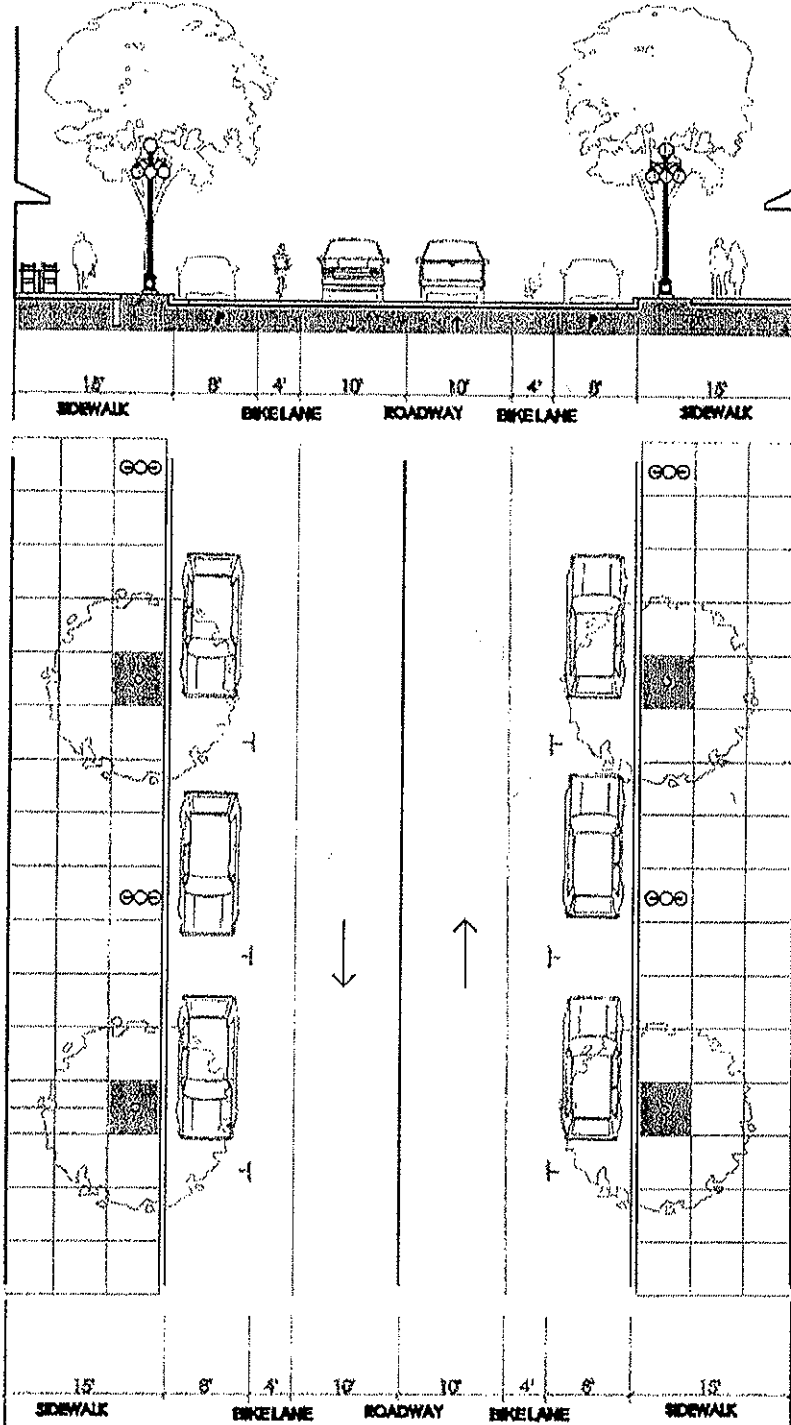 P P
15' 8' 4' 10' 10' 4' 8' 15'
SIDEWALK BIKE LANE ROADWAY BIKE LANE SIDEWALK
15' 8' 4' 10' 10' 4' 8' 15'
SIDEWALK BIKE LANE ROADWAY BIKE LANE SIDEWALK